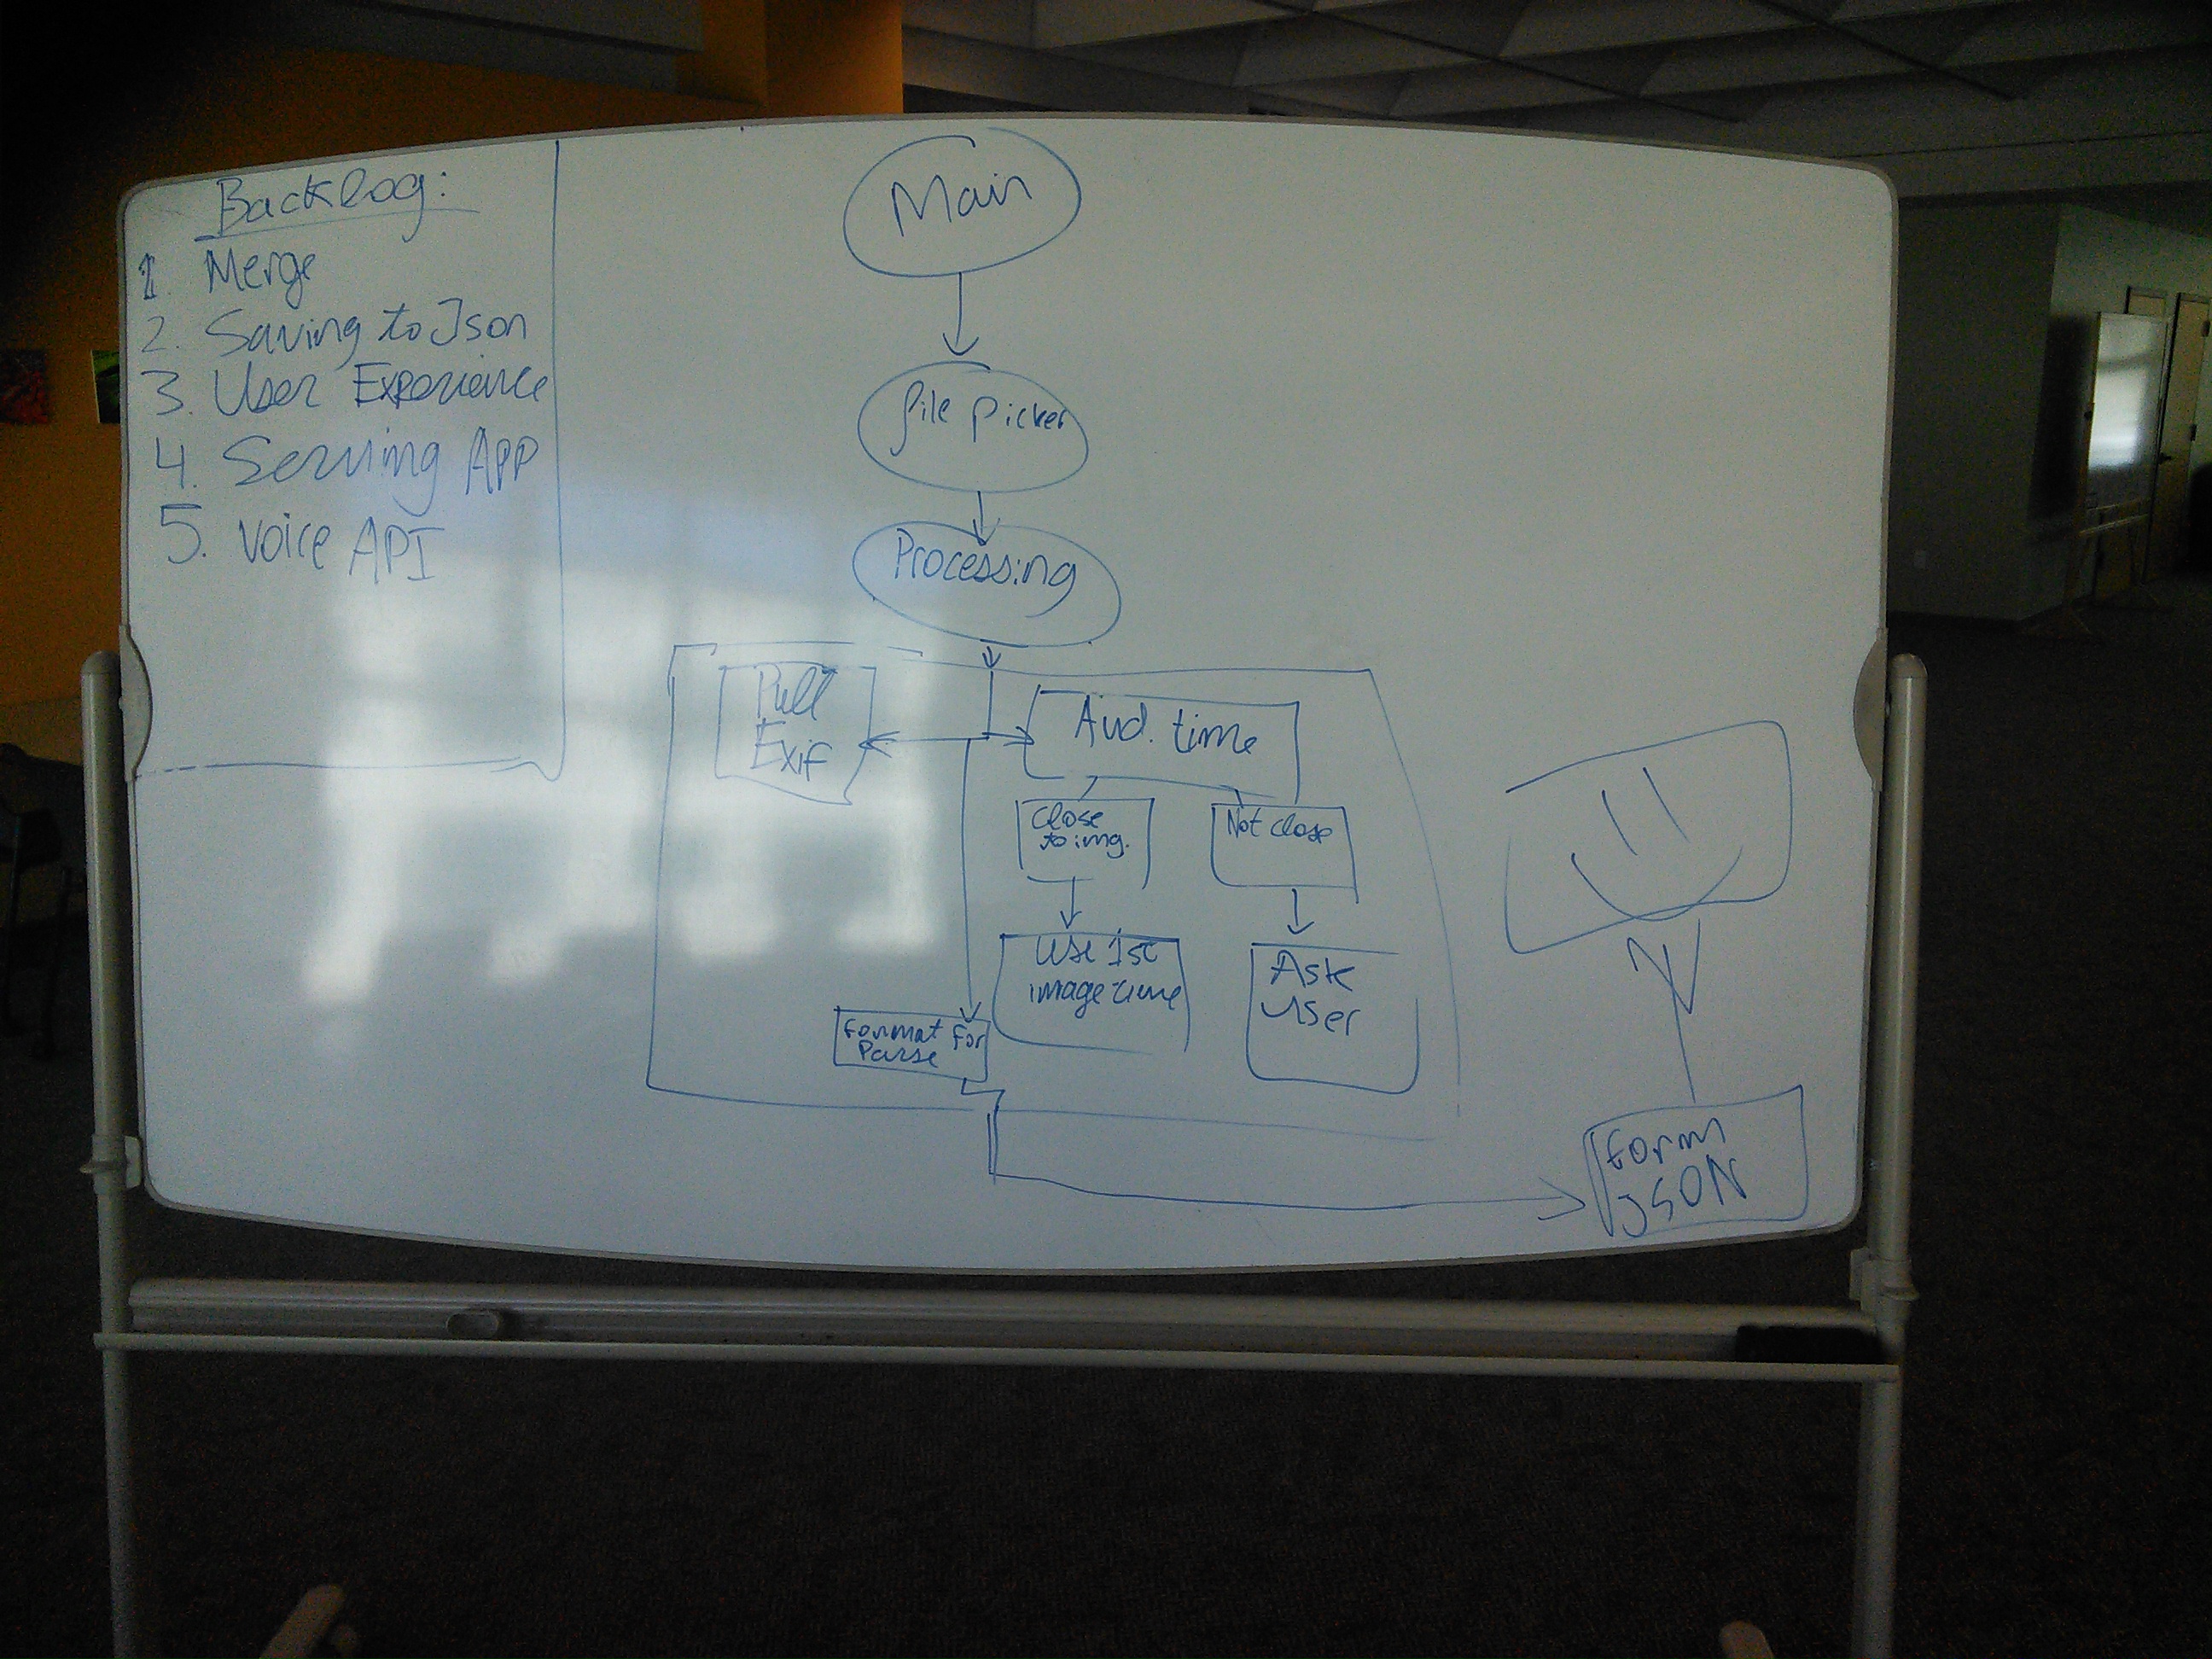 Backlog:
1. Merge
2. Saving to Json
3. User Experience
4. Serving App
5. Voice API
Main
file picker
Processing
Pull
Exif
Aud. time
Close
to img.
Not close
Use 1st
image time
Ask
User
Format For
Parse
Form
JSON